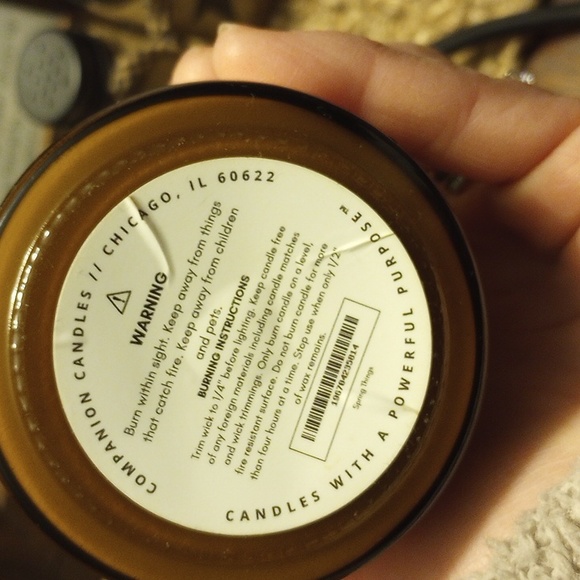 COMPANION CANDLES // CHICAGO, IL 60622
WARNING
Burn within sight. Keep away from things
that catch fire. Keep away from children
and pets.
BURNING INSTRUCTIONS
Trim wick to 1/4" before lighting. Keep candle free
of any foreign materials including candle matches
and wick trimmings. Only burn candle on a level,
fire resistant surface. Do not burn candle for more
than four hours at a time. Stop use when only 1/2"
of wax remains.
195704235014
Spring Things
CANDLES WITH A POWERFUL PURPOSE℠